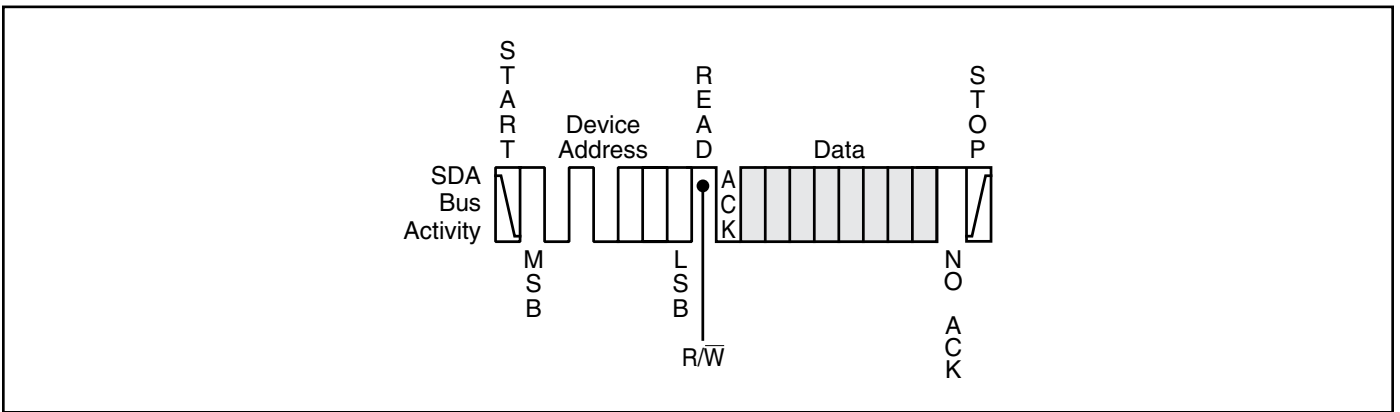 START
Device
Address
READ
Data
STOP
SDA
Bus
Activity
ACK
MSB
LSB
R/W̅
NO ACK